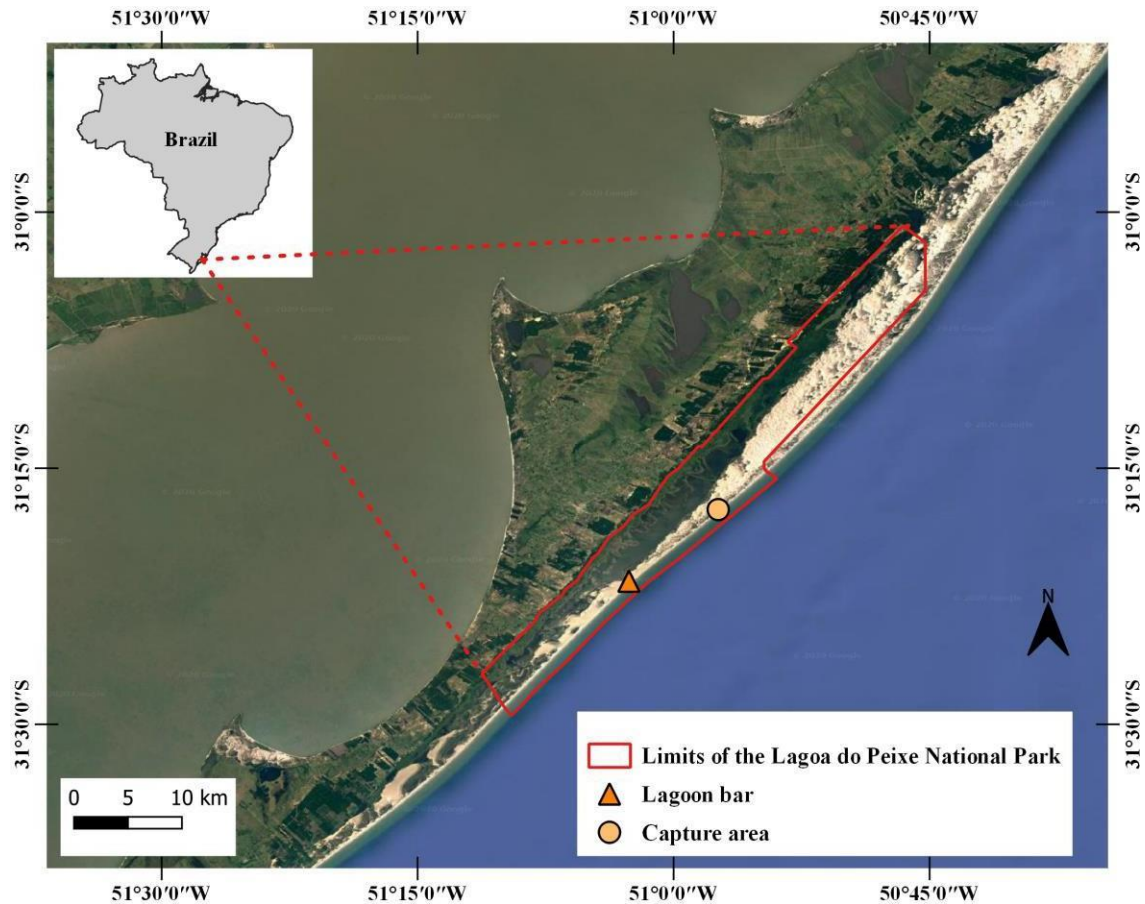 51°30'0"W 51°15'0"W 51°0'0"W 50°45'0"W
Brazil
31°0'0"S 31°0'0"S
31°15'0"S 31°15'0"S
N
31°30'0"S 31°30'0"S
Limits of the Lagoa do Peixe National Park
Lagoon bar
Capture area
0 5 10 km
51°30'0"W 51°15'0"W 51°0'0"W 50°45'0"W